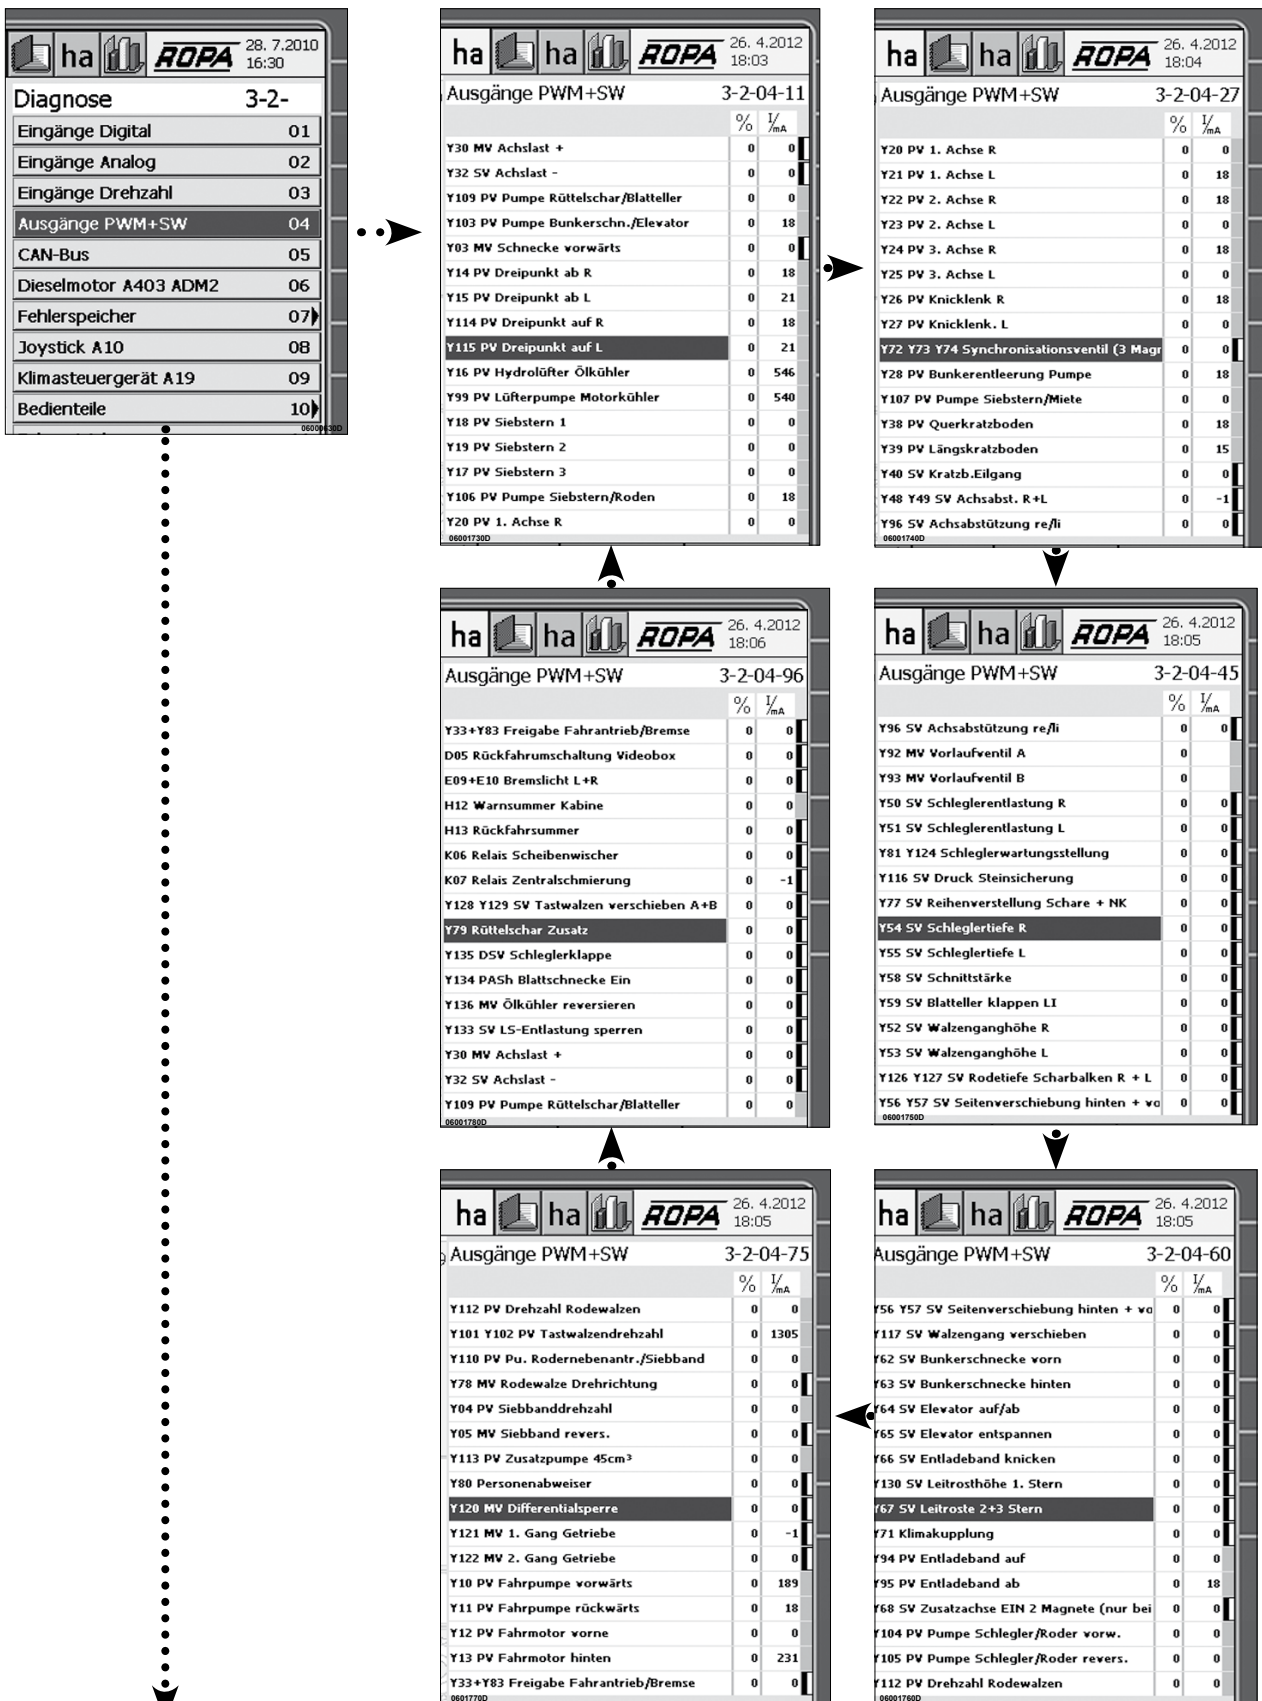 ha ROPA 28. 7.2010
16:30
Diagnose 3-2-
Eingänge Digital 01
Eingänge Analog 02
Eingänge Drehzahl 03
Ausgänge PWM+SW 04
CAN-Bus 05
Dieselmotor A403 ADM2 06
Fehlerspeicher 07
Joystick A10 08
Klimasteuergerät A19 09
Bedienteile 10
06000630D
ha ha ROPA 26. 4.2012
18:03
Ausgänge PWM+SW 3-2-04-11
% I/mA
Y30 MV Achslast + 0 0
Y32 SV Achslast - 0 0
Y109 PV Pumpe Rüttelschar/Blatteller 0 0
Y103 PV Pumpe Bunkerschn./Elevator 0 18
Y03 MV Schnecke vorwärts 0 0
Y14 PV Dreipunkt ab R 0 18
Y15 PV Dreipunkt ab L 0 21
Y114 PV Dreipunkt auf R 0 18
Y115 PV Dreipunkt auf L 0 21
Y16 PV Hydrolüfter Ölkühler 0 546
Y99 PV Lüfterpumpe Motorkühler 0 540
Y18 PV Siebstern 1 0 0
Y19 PV Siebstern 2 0 0
Y17 PV Siebstern 3 0 0
Y106 PV Pumpe Siebstern/Roden 0 18
Y20 PV 1. Achse R 0 0
06001730D
ha ha ROPA 26. 4.2012
18:04
Ausgänge PWM+SW 3-2-04-27
% I/mA
Y20 PV 1. Achse R 0 0
Y21 PV 1. Achse L 0 18
Y22 PV 2. Achse R 0 18
Y23 PV 2. Achse L 0 0
Y24 PV 3. Achse R 0 18
Y25 PV 3. Achse L 0 0
Y26 PV Knicklenk R 0 18
Y27 PV Knicklenk. L 0 0
Y72 Y73 Y74 Synchronisationsventil (3 Magr 0 0
Y28 PV Bunkerentleerung Pumpe 0 18
Y107 PV Pumpe Siebstern/Miete 0 0
Y38 PV Querkratzboden 0 18
Y39 PV Längskratzboden 0 15
Y40 SV Kratzb.Eilgang 0 0
Y48 Y49 SV Achsabst. R+L 0 -1
Y96 SV Achsabstützung re/li 0 0
06001740D
ha ha ROPA 26. 4.2012
18:06
Ausgänge PWM+SW 3-2-04-96
% I/mA
Y33+Y83 Freigabe Fahrantrieb/Bremse 0 0
D05 Rückfahrumschaltung Videobox 0 0
E09+E10 Bremslicht L+R 0 0
H12 Warnsummer Kabine 0 0
H13 Rückfahrsummer 0 0
K06 Relais Scheibenwischer 0 0
K07 Relais Zentralschmierung 0 -1
Y128 Y129 SV Tastwalzen verschieben A+B 0 0
Y79 Rüttelschar Zusatz 0 0
Y135 DSV Schleglerklappe 0 0
Y134 PASh Blattschnecke Ein 0 0
Y136 MV Ölkühler reversieren 0 0
Y133 SV LS-Entlastung sperren 0 0
Y30 MV Achslast + 0 0
Y32 SV Achslast - 0 0
Y109 PV Pumpe Rüttelschar/Blatteller 0 0
06001780D
ha ha ROPA 26. 4.2012
18:05
Ausgänge PWM+SW 3-2-04-45
% I/mA
Y96 SV Achsabstützung re/li 0 0
Y92 MV Vorlaufventil A 0
Y93 MV Vorlaufventil B 0
Y50 SV Schleglerentlastung R 0 0
Y51 SV Schleglerentlastung L 0 0
Y81 Y124 Schleglerwartungsstellung 0 0
Y116 SV Druck Steinsicherung 0 0
Y77 SV Reihenverstellung Schare + NK 0 0
Y54 SV Schleglertiefe R 0 0
Y55 SV Schleglertiefe L 0 0
Y58 SV Schnittstärke 0 0
Y59 SV Blatteller klappen LI 0 0
Y52 SV Walzenganghöhe R 0 0
Y53 SV Walzenganghöhe L 0 0
Y126 Y127 SV Rodetiefe Scharbalken R + L 0 0
Y56 Y57 SV Seitenverschiebung hinten + vo 0 0
06001750D
ha ha ROPA 26. 4.2012
18:05
Ausgänge PWM+SW 3-2-04-75
% I/mA
Y112 PV Drehzahl Rodewalzen 0 0
Y101 Y102 PV Tastwalzendrehzahl 0 1305
Y110 PV Pu. Rodernebenantr./Siebband 0 0
Y78 MV Rodewalze Drehrichtung 0 0
Y04 PV Siebbanddrehzahl 0 0
Y05 MV Siebband revers. 0 0
Y113 PV Zusatzpumpe 45cm³ 0 0
Y80 Personenabweiser 0 0
Y120 MV Differentialsperre 0 0
Y121 MV 1. Gang Getriebe 0 -1
Y122 MV 2. Gang Getriebe 0 0
Y10 PV Fahrpumpe vorwärts 0 189
Y11 PV Fahrpumpe rückwärts 0 18
Y12 PV Fahrmotor vorne 0 0
Y13 PV Fahrmotor hinten 0 231
Y33+Y83 Freigabe Fahrantrieb/Bremse 0 0
0601770D
ha ha ROPA 26. 4.2012
18:05
Ausgänge PWM+SW 3-2-04-60
% I/mA
Y56 Y57 SV Seitenverschiebung hinten + vo 0 0
Y117 SV Walzengang verschieben 0 0
Y62 SV Bunkerschnecke vorn 0 0
Y63 SV Bunkerschnecke hinten 0 0
Y64 SV Elevator auf/ab 0 0
Y65 SV Elevator entspannen 0 0
Y66 SV Entladeband knicken 0 0
Y130 SV Leitrosthöhe 1. Stern 0 0
Y67 SV Leitroste 2+3 Stern 0 0
Y71 Klimakupplung 0 0
Y94 PV Entladeband auf 0 0
Y95 PV Entladeband ab 0 18
Y68 SV Zusatzachse EIN 2 Magnete (nur bei 0 0
Y104 PV Pumpe Schlegler/Roder vorw. 0 0
Y105 PV Pumpe Schlegler/Roder revers. 0 0
Y112 PV Drehzahl Rodewalzen 0 0
06001760D